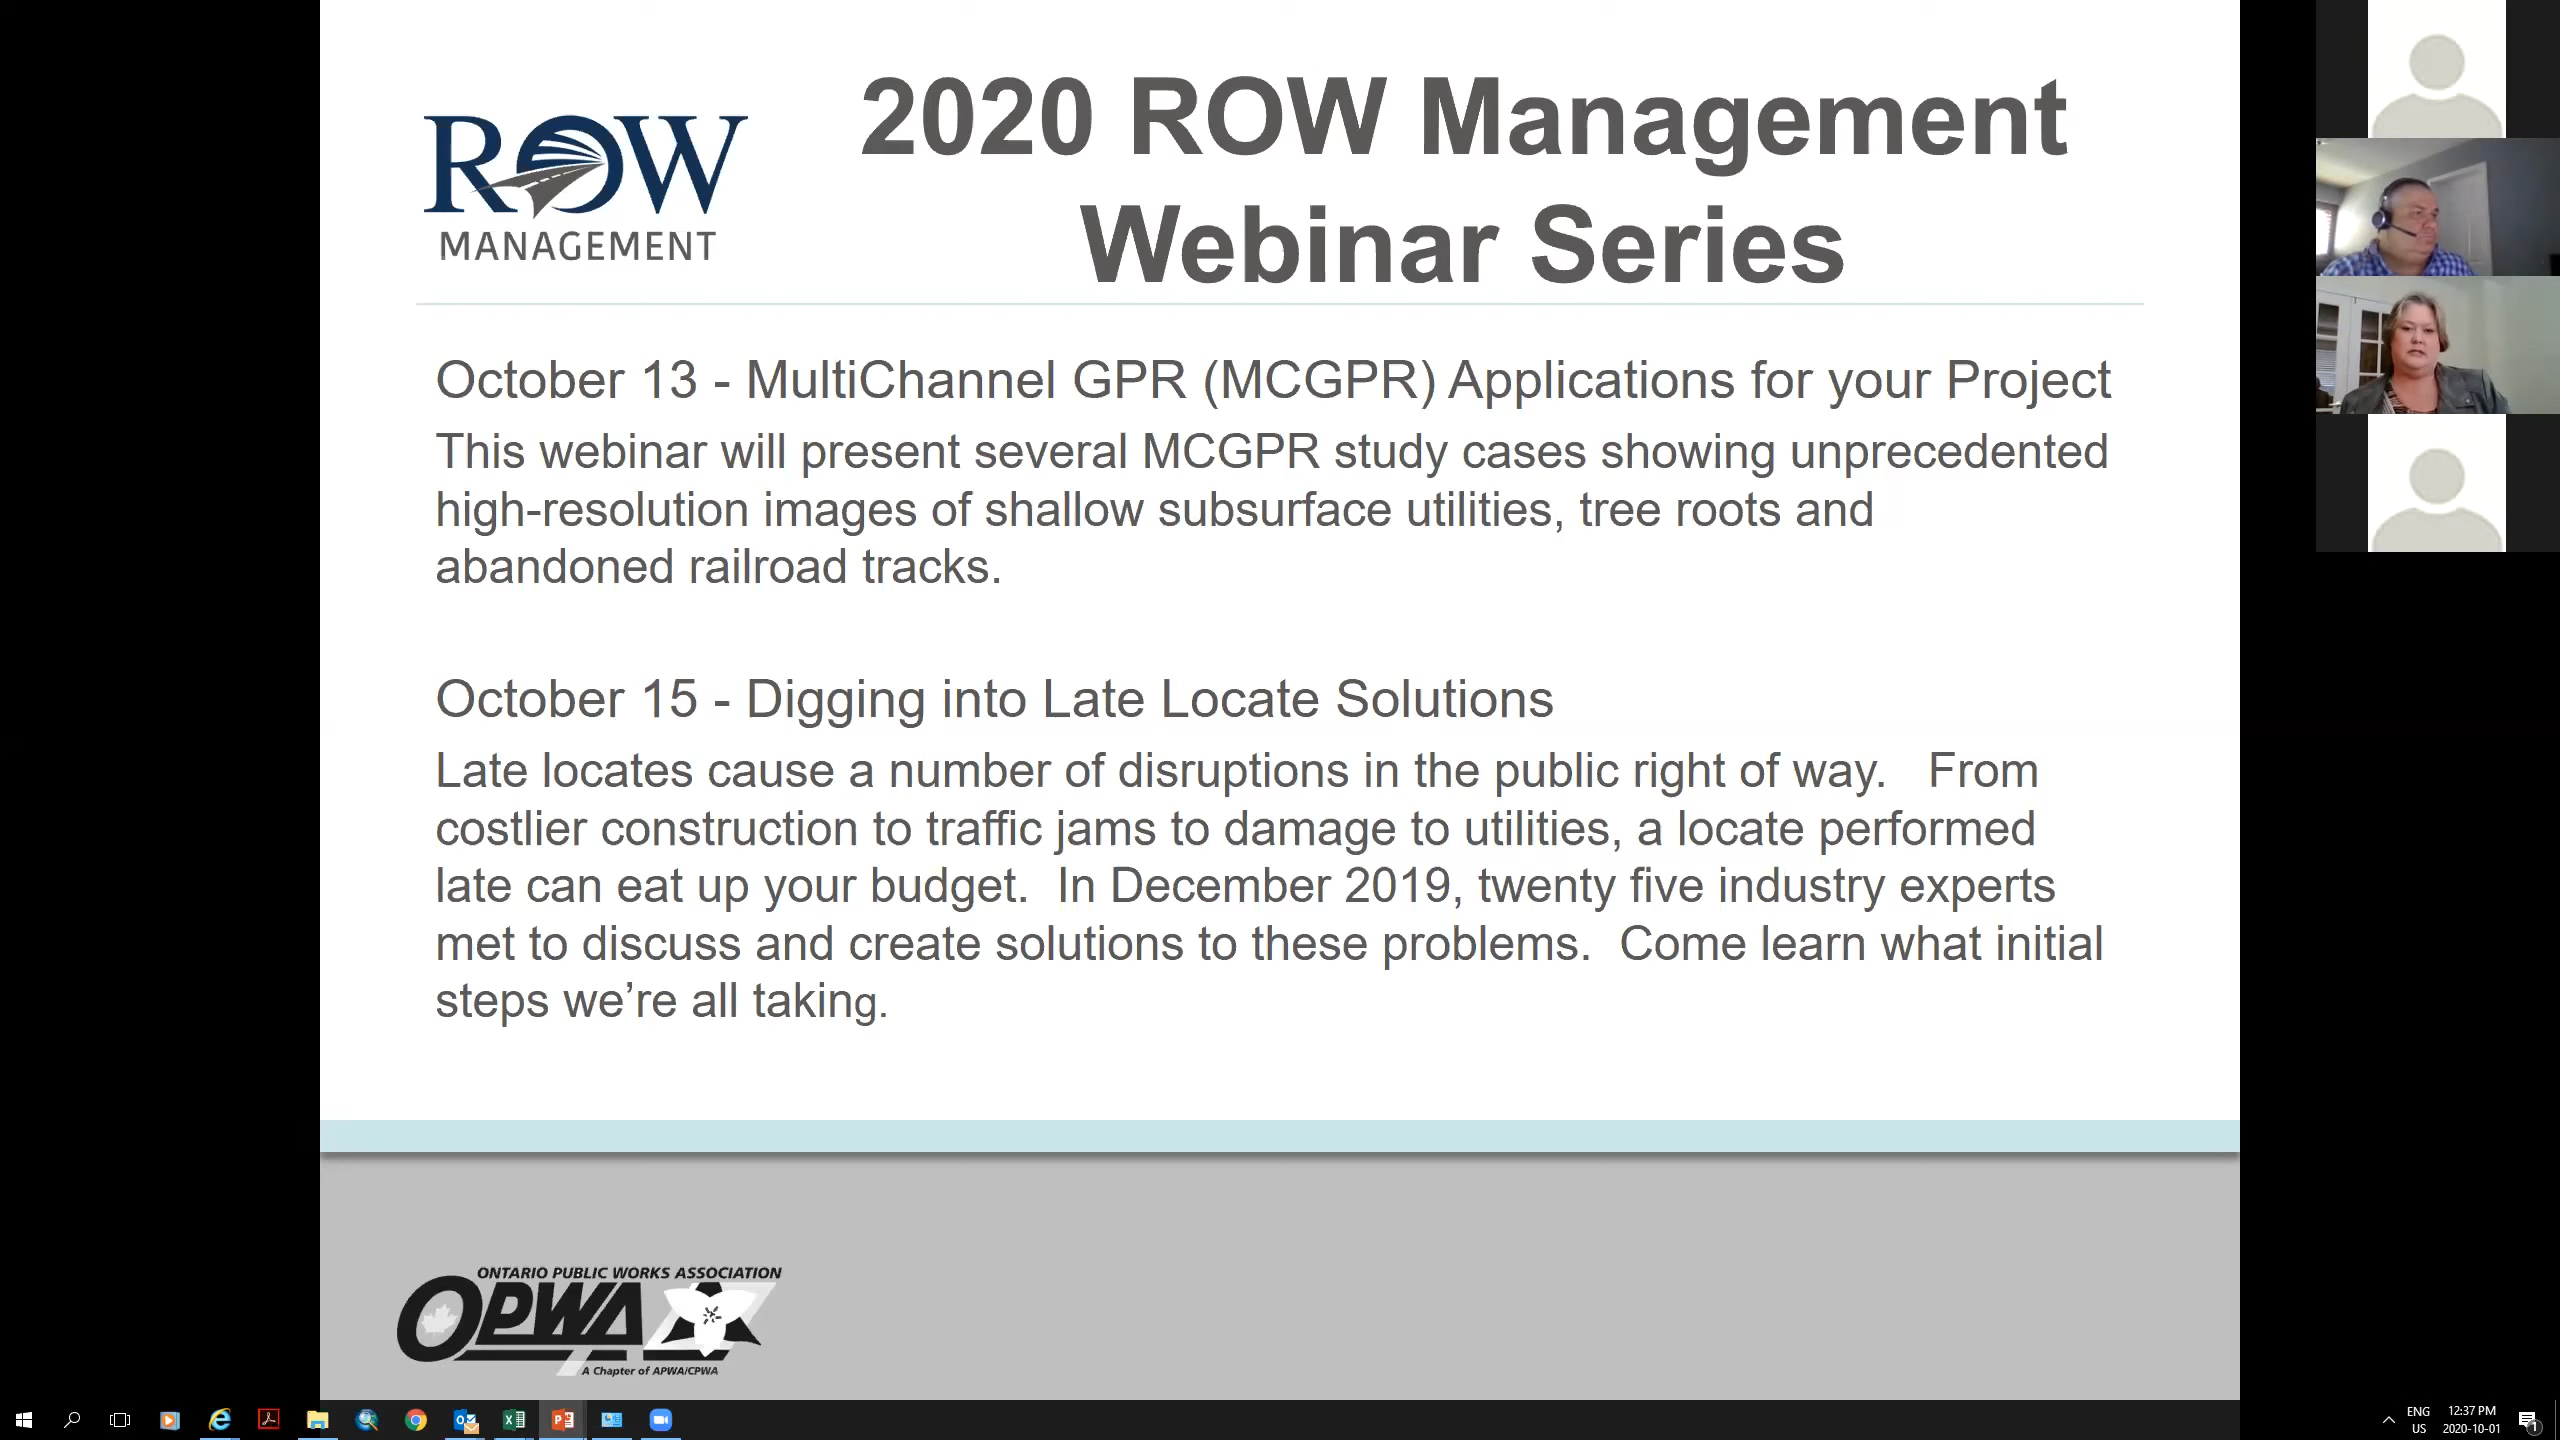 ROW
MANAGEMENT
2020 ROW Management
Webinar Series
October 13 - MultiChannel GPR (MCGPR) Applications for your Project
This webinar will present several MCGPR study cases showing unprecedented
high-resolution images of shallow subsurface utilities, tree roots and
abandoned railroad tracks.
October 15 - Digging into Late Locate Solutions
Late locates cause a number of disruptions in the public right of way.   From
costlier construction to traffic jams to damage to utilities, a locate performed
late can eat up your budget.  In December 2019, twenty five industry experts
met to discuss and create solutions to these problems.  Come learn what initial
steps we’re all taking.
ONTARIO PUBLIC WORKS ASSOCIATION
OPWA
A Chapter of APWA/CPWA
ENG
US
12:37 PM
2020-10-01
1